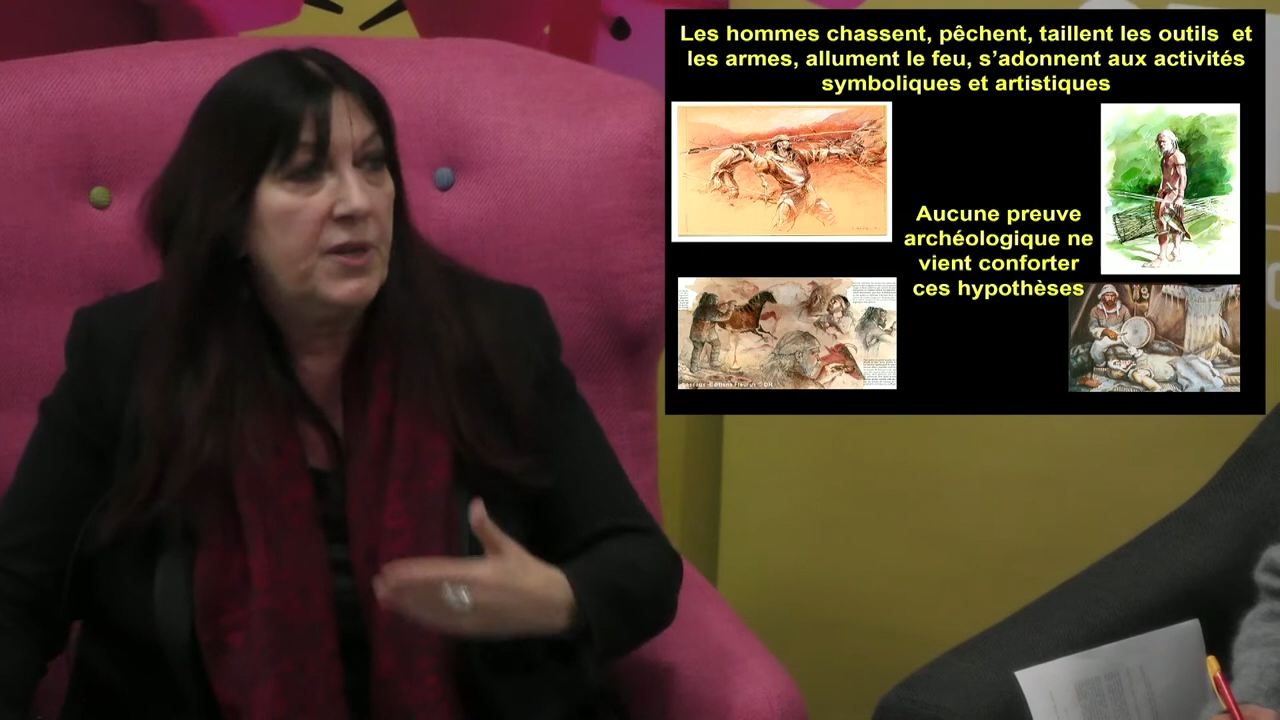 Les hommes chassent, pêchent, taillent les outils et
les armes, allument le feu, s'adonnent aux activités
symboliques et artistiques
Aucune preuve
archéologique ne
vient conforter
ces hypothèses